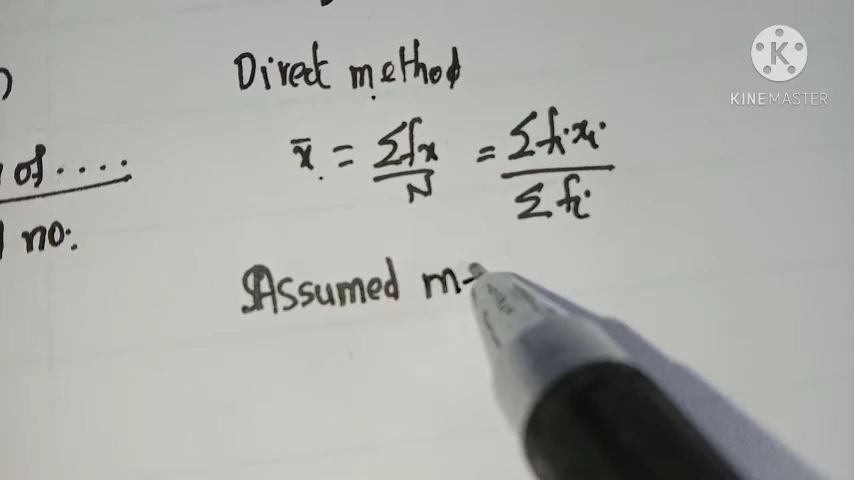 Direct method
x̄ = Σfx / N = Σfixi / Σfi
of ....
no.
Assumed m
K
KINEMASTER